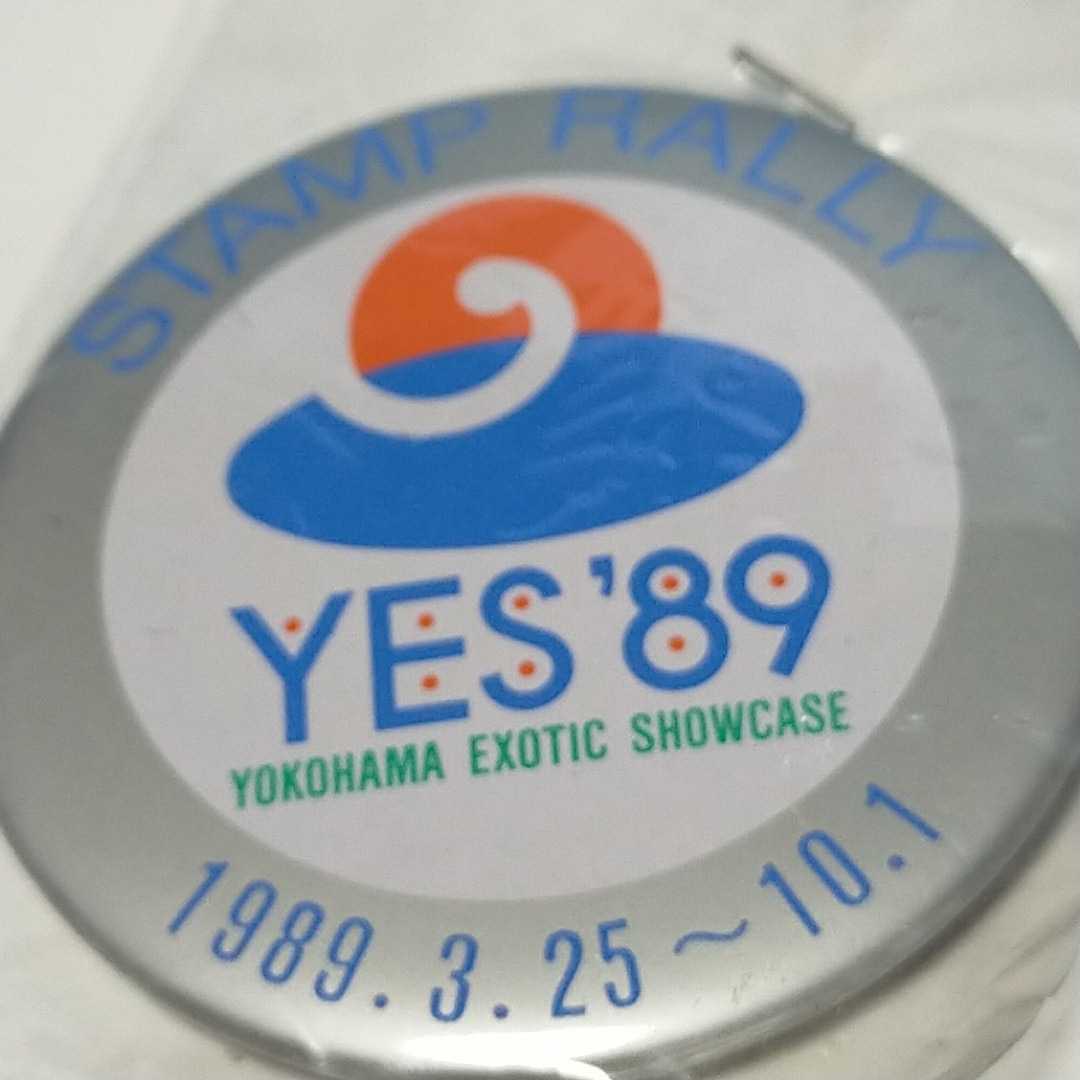 STAMP RALLY
YES '89
YOKOHAMA EXOTIC SHOWCASE
1989.3.25~10.1